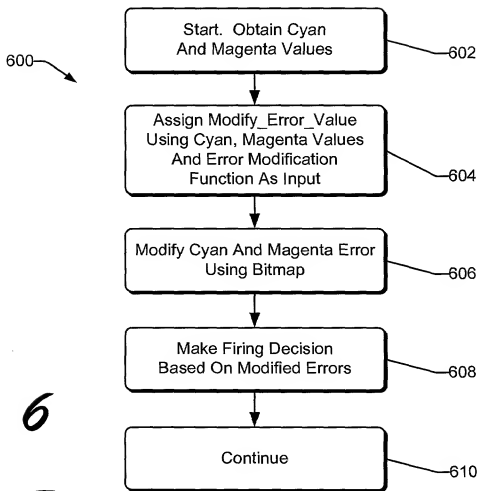 Start. Obtain Cyan
And Magenta Values
602
600
Assign Modify_Error_Value
Using Cyan, Magenta Values
And Error Modification
Function As Input
604
Modify Cyan And Magenta Error
Using Bitmap
606
Make Firing Decision
Based On Modified Errors
608
6
Continue
610